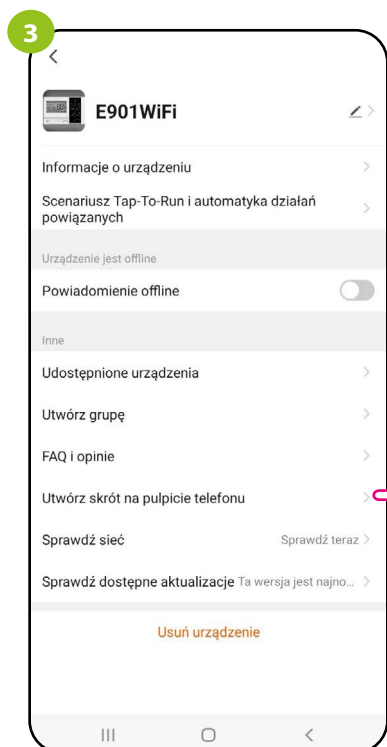 3
E901WiFi
Informacje o urządzeniu
Scenariusz Tap-To-Run i automatyka działań
powiązanych
Urządzenie jest offline
Powiadomienie offline
Inne
Udostępnione urządzenia
Utwórz grupę
FAQ i opinie
Utwórz skrót na pulpicie telefonu
Sprawdź sieć Sprawdź teraz
Sprawdź dostępne aktualizacje Ta wersja jest najno...
Usuń urządzenie